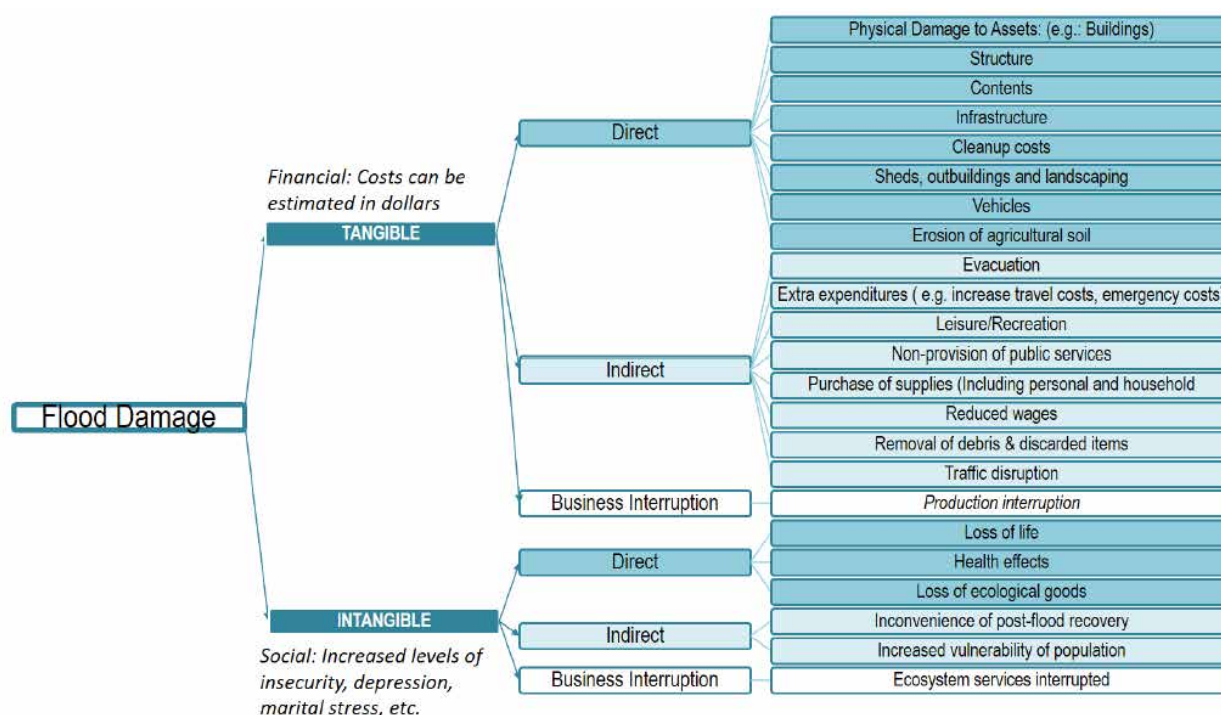 Flood Damage
Financial: Costs can be
estimated in dollars
TANGIBLE
Direct
Physical Damage to Assets: (e.g.: Buildings)
Structure
Contents
Infrastructure
Cleanup costs
Sheds, outbuildings and landscaping
Vehicles
Erosion of agricultural soil
Indirect
Evacuation
Extra expenditures ( e.g. increase travel costs, emergency costs
Leisure/Recreation
Non-provision of public services
Purchase of supplies (Including personal and household
Reduced wages
Removal of debris & discarded items
Traffic disruption
Business Interruption
Production interruption
INTANGIBLE
Social: Increased levels of
insecurity, depression,
marital stress, etc.
Direct
Loss of life
Health effects
Loss of ecological goods
Indirect
Inconvenience of post-flood recovery
Increased vulnerability of population
Business Interruption
Ecosystem services interrupted